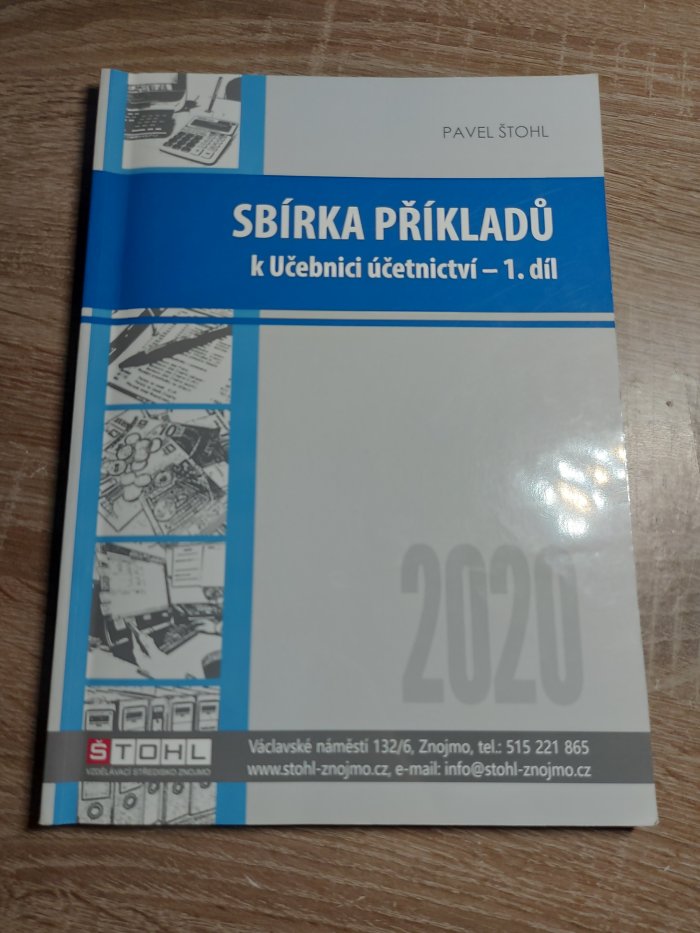 PAVEL ŠTOHL
SBÍRKA PŘÍKLADŮ
k Učebnici účetnictví – 1. díl
2020
ŠTOHL
VZDĚLÁVACÍ STŘEDISKO ZNOJMO
Václavské náměstí 132/6, Znojmo, tel.: 515 221 865
www.stohl-znojmo.cz, e-mail: info@stohl-znojmo.cz